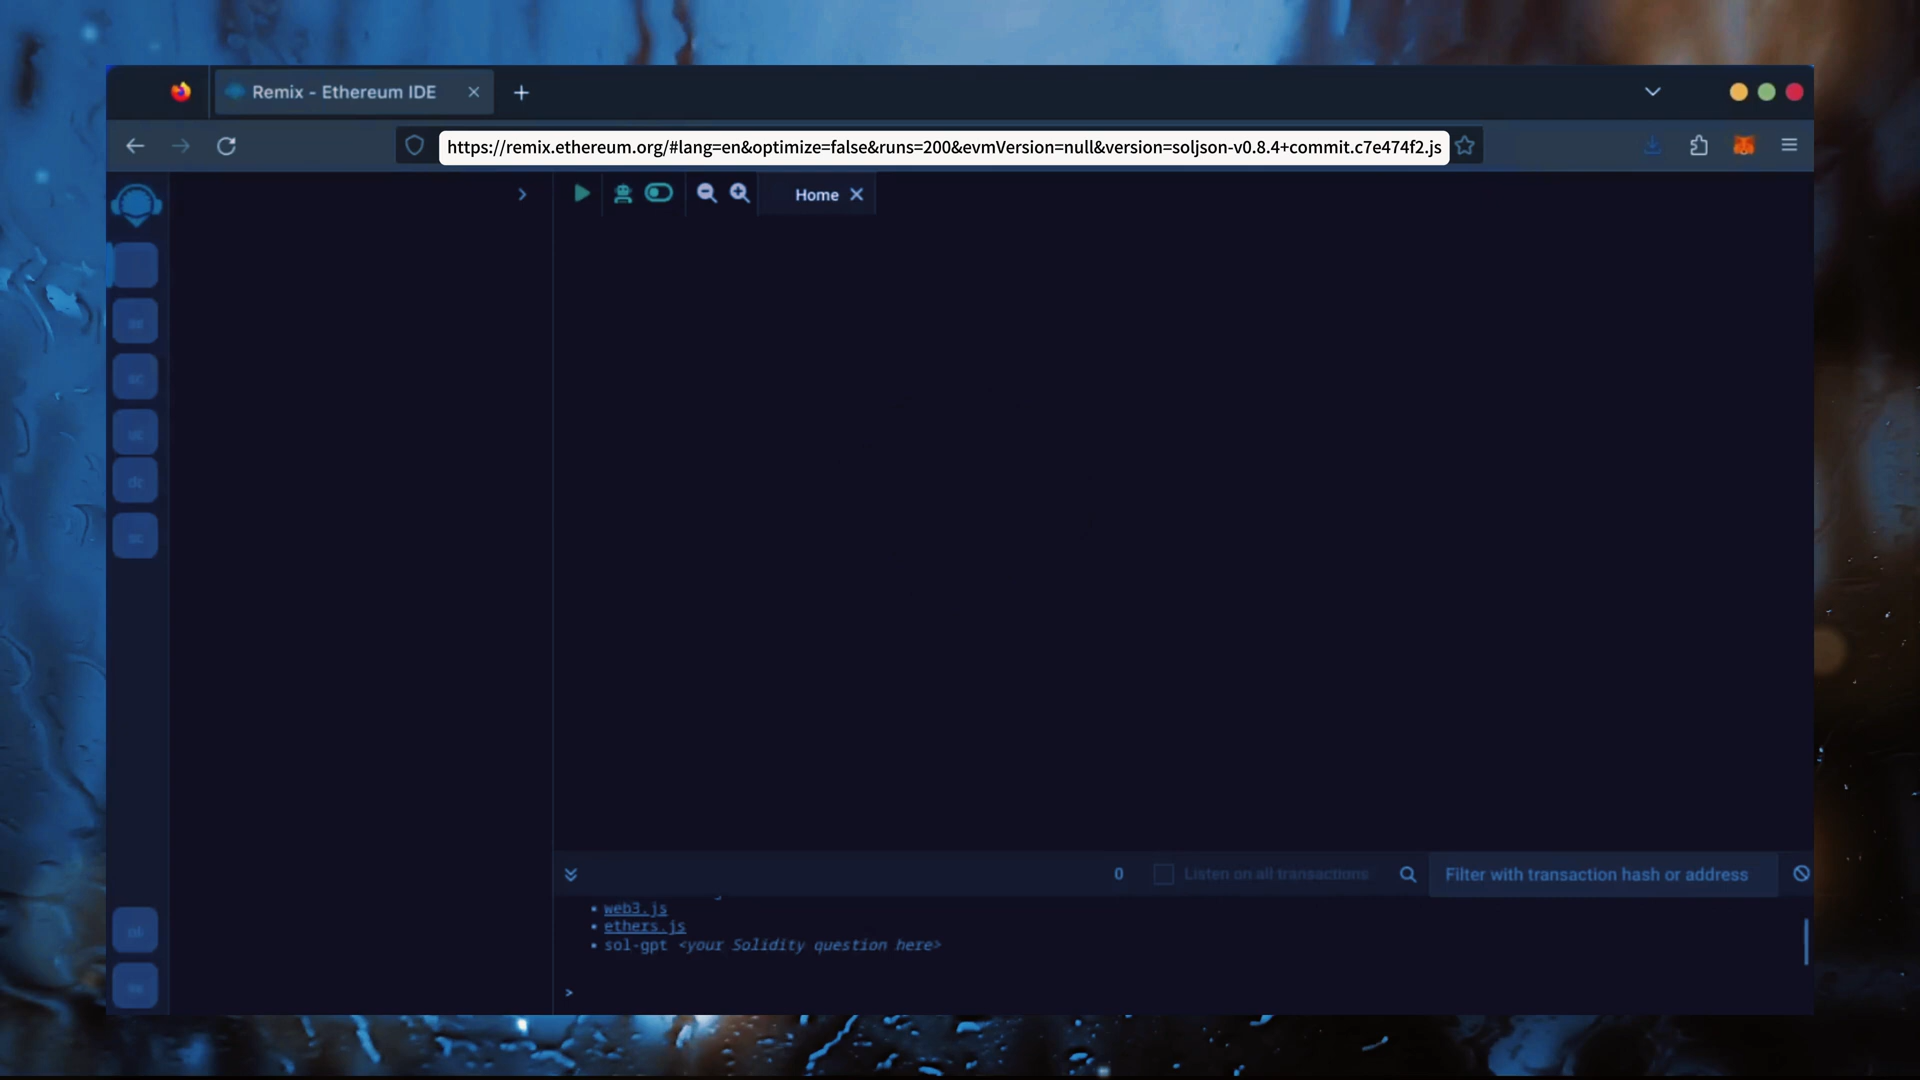 Remix - Ethereum IDE
https://remix.ethereum.org/#lang=en&optimize=false&runs=200&evmVersion=null&version=soljson-v0.8.4+commit.c7e474f2.js
Home
0 Listen on all transactions Filter with transaction hash or address
web3.js
ethers.js
sol-gpt <your Solidity question here>
>